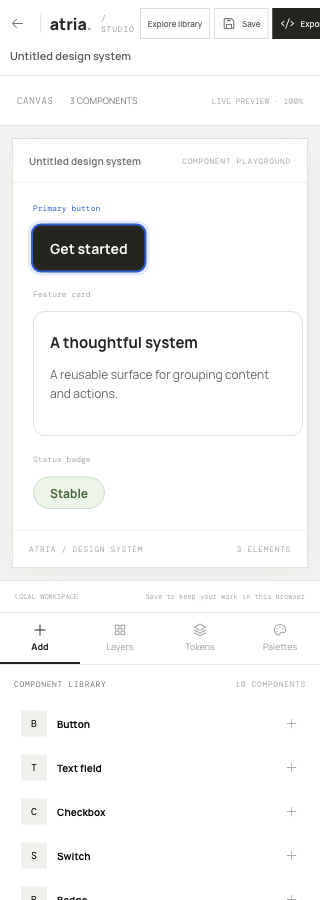 atria.
/ STUDIO
Explore library
Save
</> Expo
Untitled design system
CANVAS 3 COMPONENTS LIVE PREVIEW · 100%
Untitled design system COMPONENT PLAYGROUND
Primary button
Get started
Feature card
A thoughtful system
A reusable surface for grouping content
and actions.
Status badge
Stable
ATRIA / DESIGN SYSTEM 3 ELEMENTS
LOCAL WORKSPACE Save to keep your work in this browser
Add Layers Tokens Palettes
COMPONENT LIBRARY 10 COMPONENTS
B Button
T Text field
C Checkbox
S Switch
B Badge